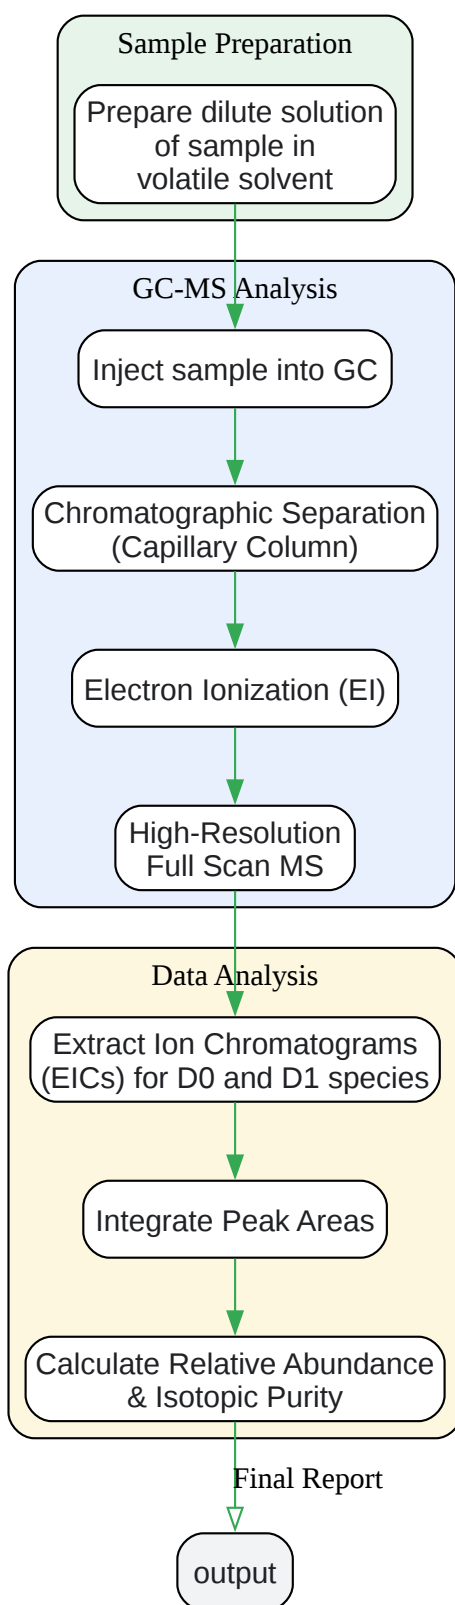 Sample Preparation
Prepare dilute solution
of sample in
volatile solvent
GC-MS Analysis
Inject sample into GC
Chromatographic Separation
(Capillary Column)
Electron Ionization (EI)
High-Resolution
Full Scan MS
Data Analysis
Extract Ion Chromatograms
(EICs) for D0 and D1 species
Integrate Peak Areas
Calculate Relative Abundance
& Isotopic Purity
Final Report
output